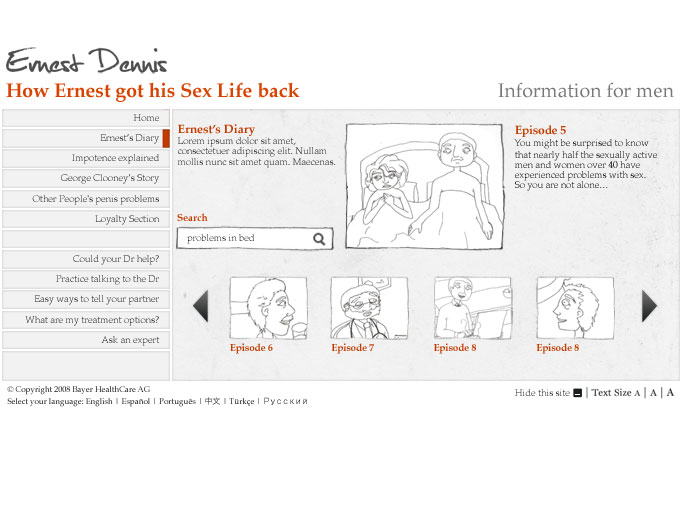 Ernest Dennis
How Ernest got his Sex Life back
Information for men
Home
Ernest's Diary
Impotence explained
George Clooney's Story
Other People's penis problems
Loyalty Section
Could your Dr help?
Practice talking to the Dr
Easy ways to tell your partner
What are my treatment options?
Ask an expert
Ernest's Diary
Lorem ipsum dolor sit amet,
consectetuer adipiscing elit. Nullam
mollis nunc sit amet quam. Maecenas.
Search
problems in bed
Episode 5
You might be surprised to know
that nearly half the sexually active
men and women over 40 have
experienced problems with sex.
So you are not alone...
Episode 6
Episode 7
Episode 8
Episode 8
© Copyright 2008 Bayer HealthCare AG
Select your language: English | Español | Português | 中文 | Türkçe | Русский
Hide this site | Text Size A | A | A